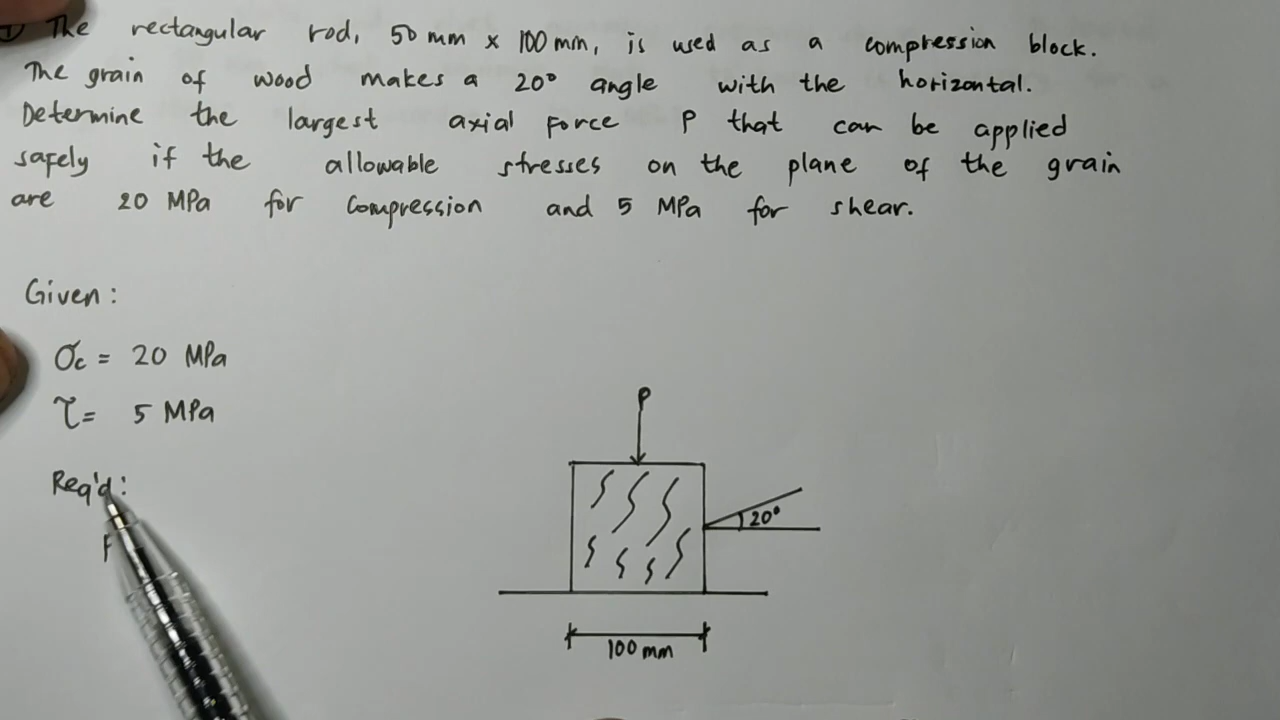 ① The rectangular rod, 50 mm x 100 mm, is used as a compression block.
The grain of wood makes a 20° angle with the horizontal.
Determine the largest axial force P that can be applied
safely if the allowable stresses on the plane of the grain
are 20 MPa for compression and 5 MPa for shear.
Given:
σc = 20 MPa
τ = 5 MPa
Req'd:
P
20°
100 mm